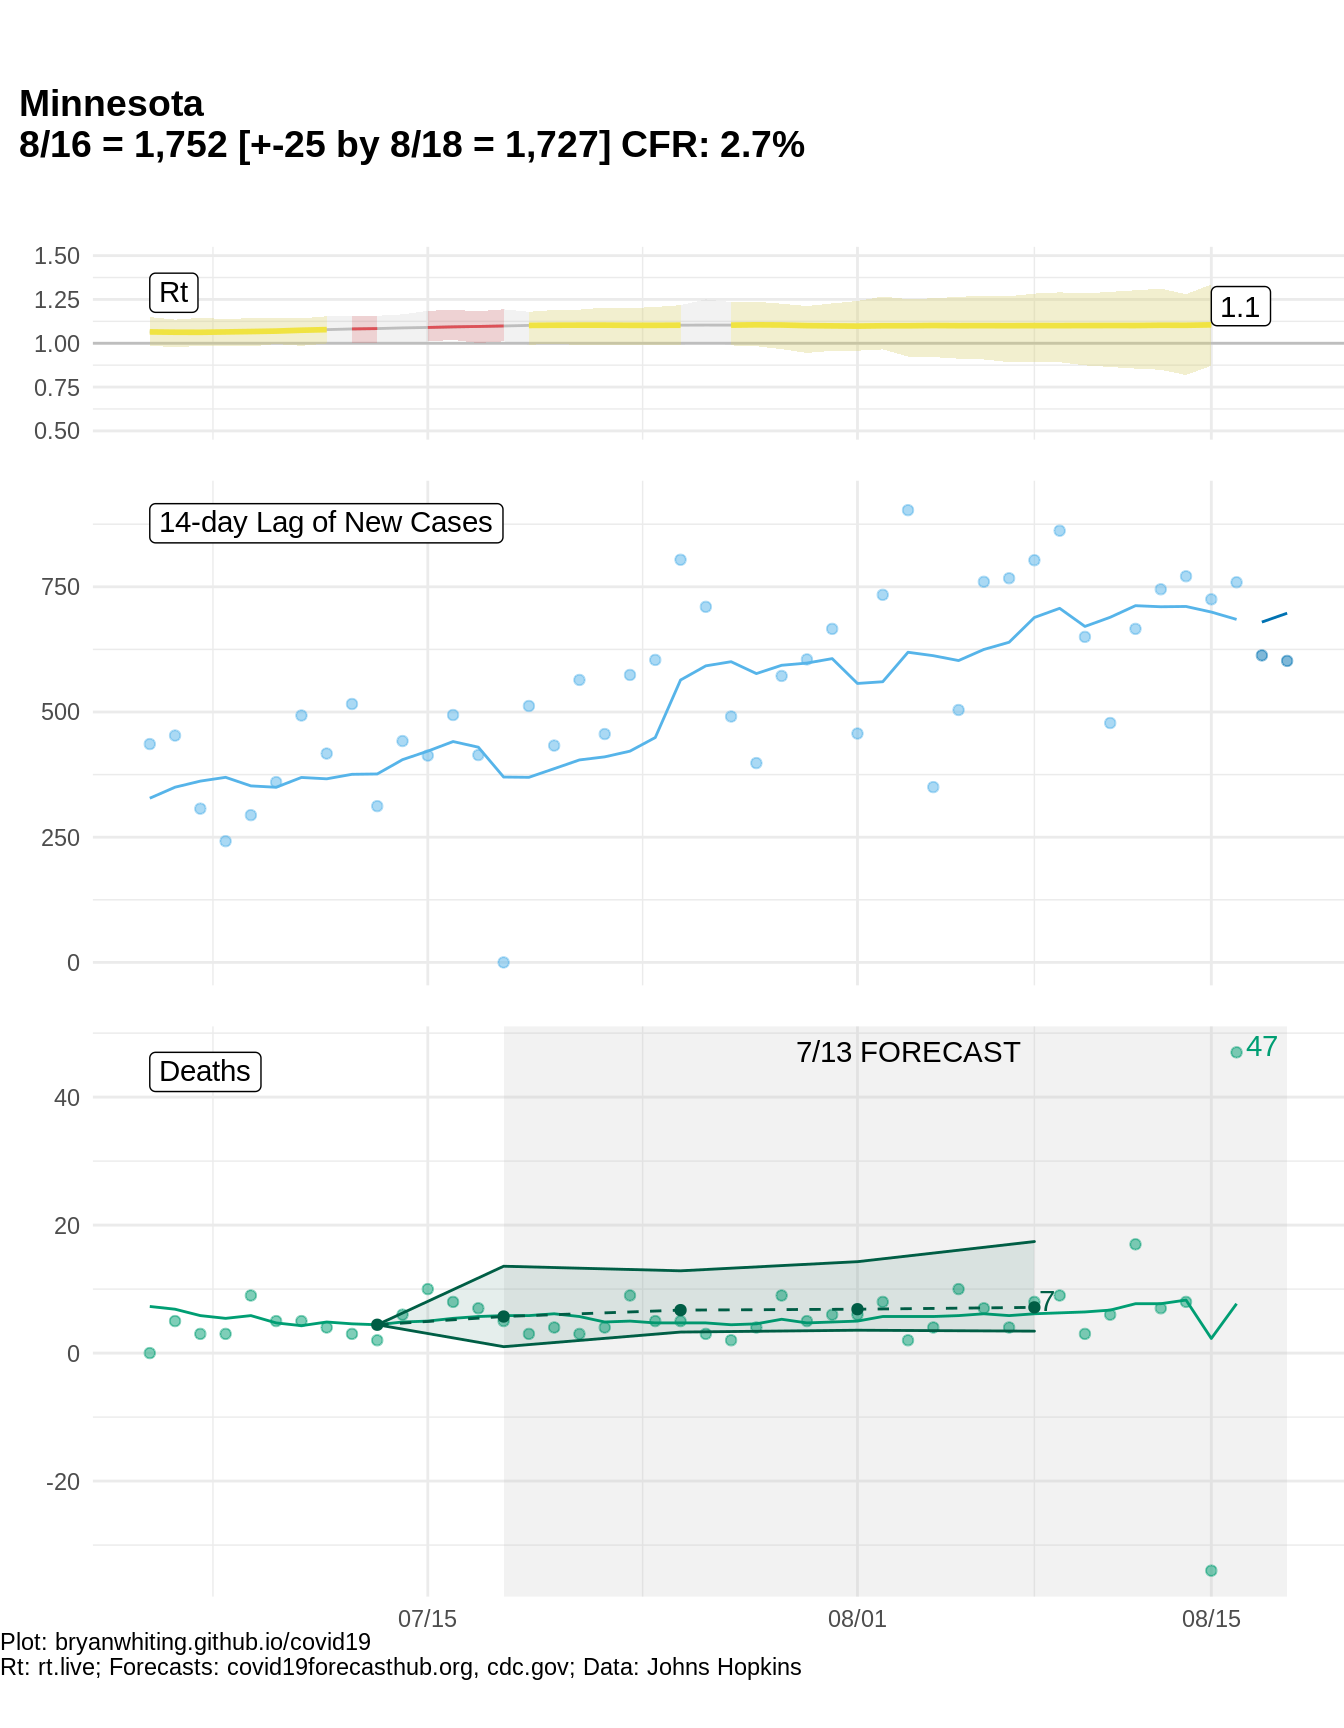 Minnesota
8/16 = 1,752 [+-25 by 8/18 = 1,727] CFR: 2.7%
1.50
Rt
1.25
1.1
1.00
0.75
0.50
14-day Lag of New Cases
750
500
250
0
7/13 FORECAST
47
Deaths
40
20
7
0
-20
07/15
08/01
08/15
Plot: bryanwhiting.github.io/covid19
Rt: rt.live; Forecasts: covid19forecasthub.org, cdc.gov; Data: Johns Hopkins